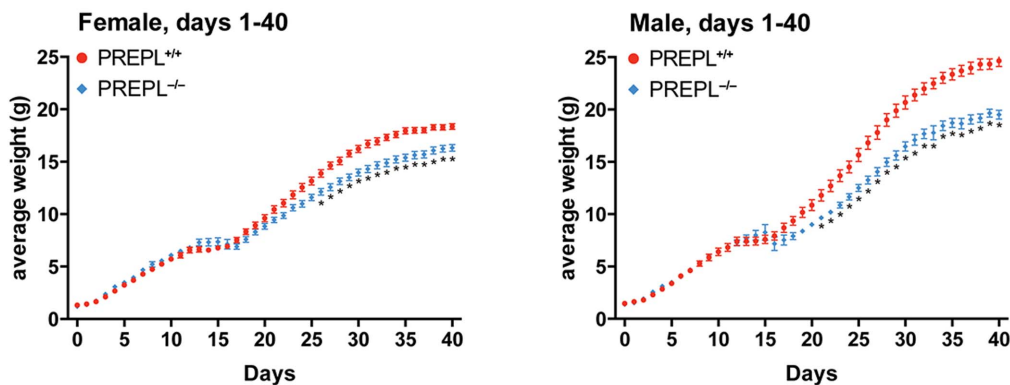 Female, days 1-40
PREPL+/+
PREPL–/–
average weight (g)
25
20
15
10
5
0
0 5 10 15 20 25 30 35 40
Days
Male, days 1-40
PREPL+/+
PREPL–/–
average weight (g)
25
20
15
10
5
0
0 5 10 15 20 25 30 35 40
Days